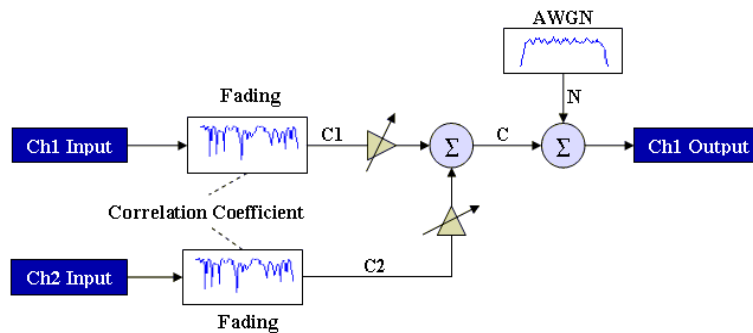 AWGN
Fading
N
C1
C
Ch1 Input
Σ
Σ
Ch1 Output
Correlation Coefficient
Ch2 Input
C2
Fading